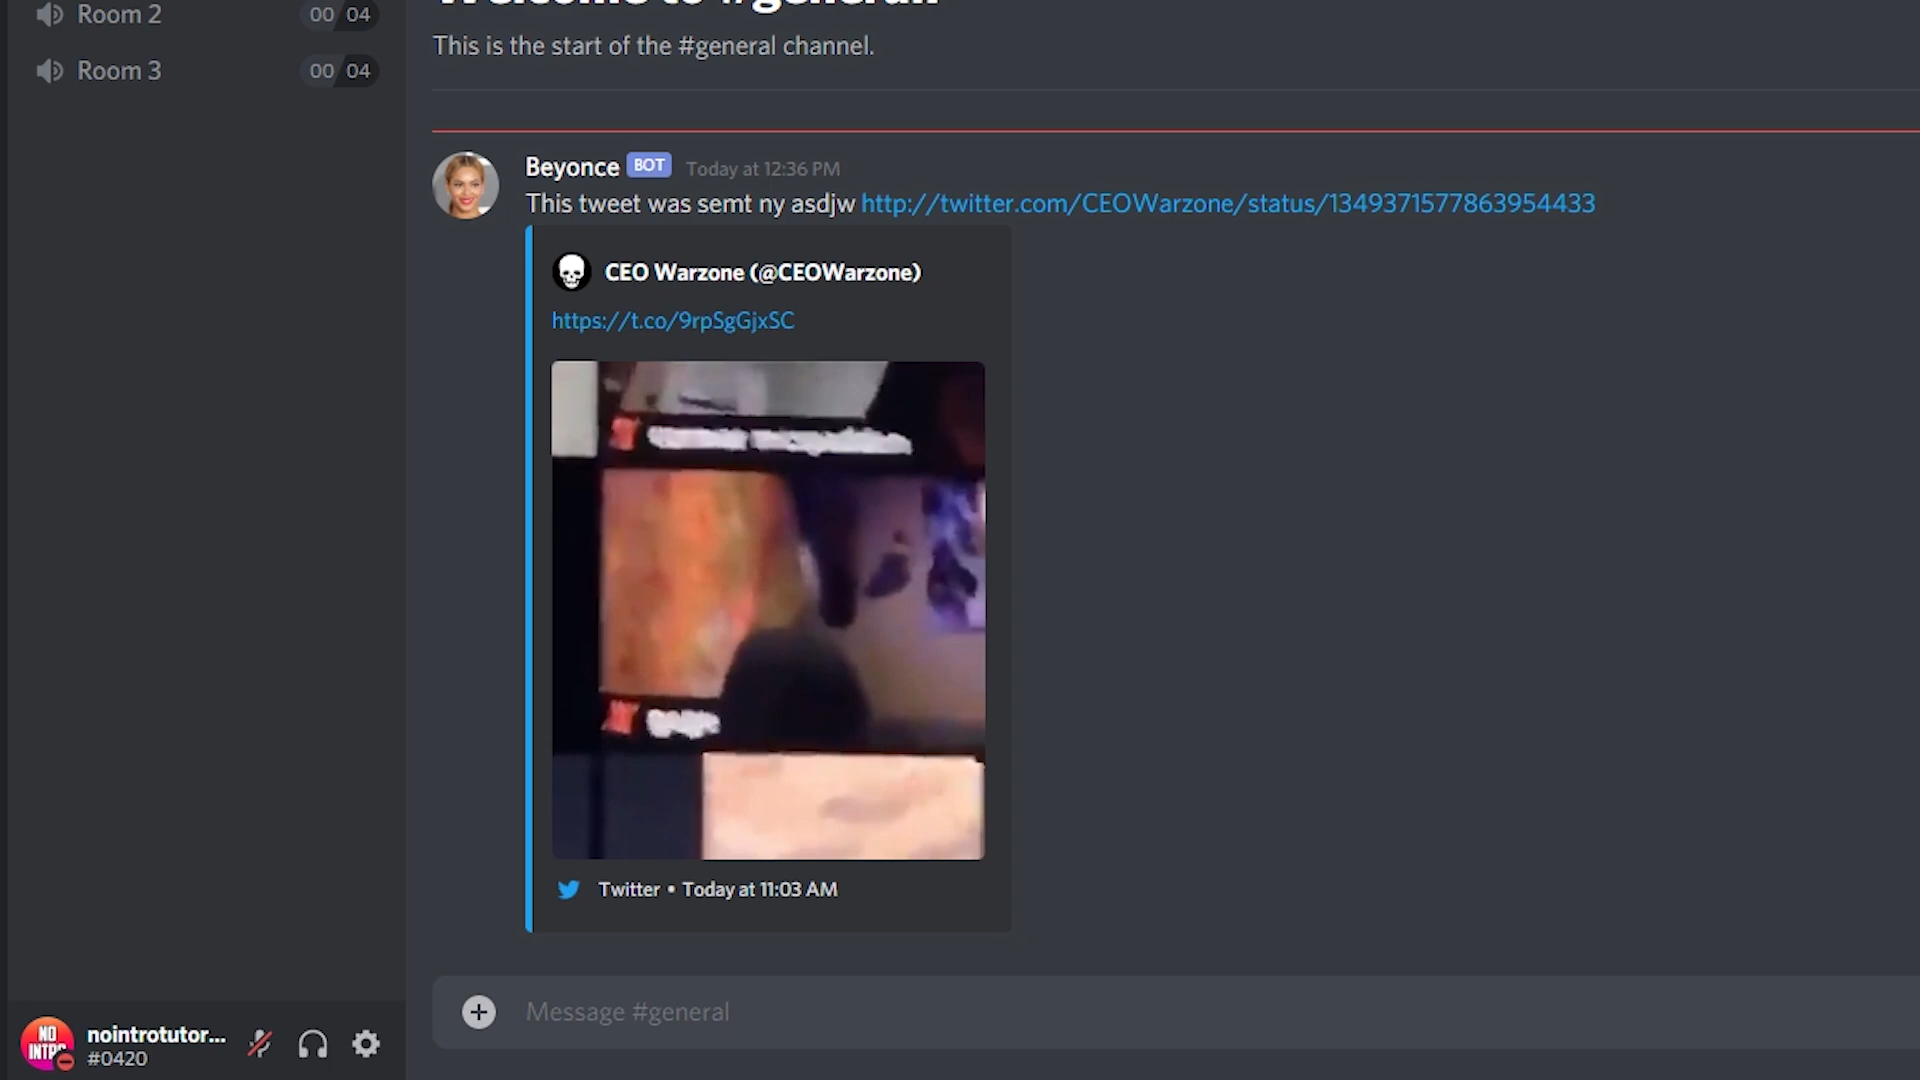 Room 2 00 04
Room 3 00 04
This is the start of the #general channel.
Beyonce BOT Today at 12:36 PM
This tweet was semt ny asdjw http://twitter.com/CEOWarzone/status/1349371577863954433
CEO Warzone (@CEOWarzone)
https://t.co/9rpSgGjxSC
Twitter • Today at 11:03 AM
Message #general
NO
nointrotutor...
#0420